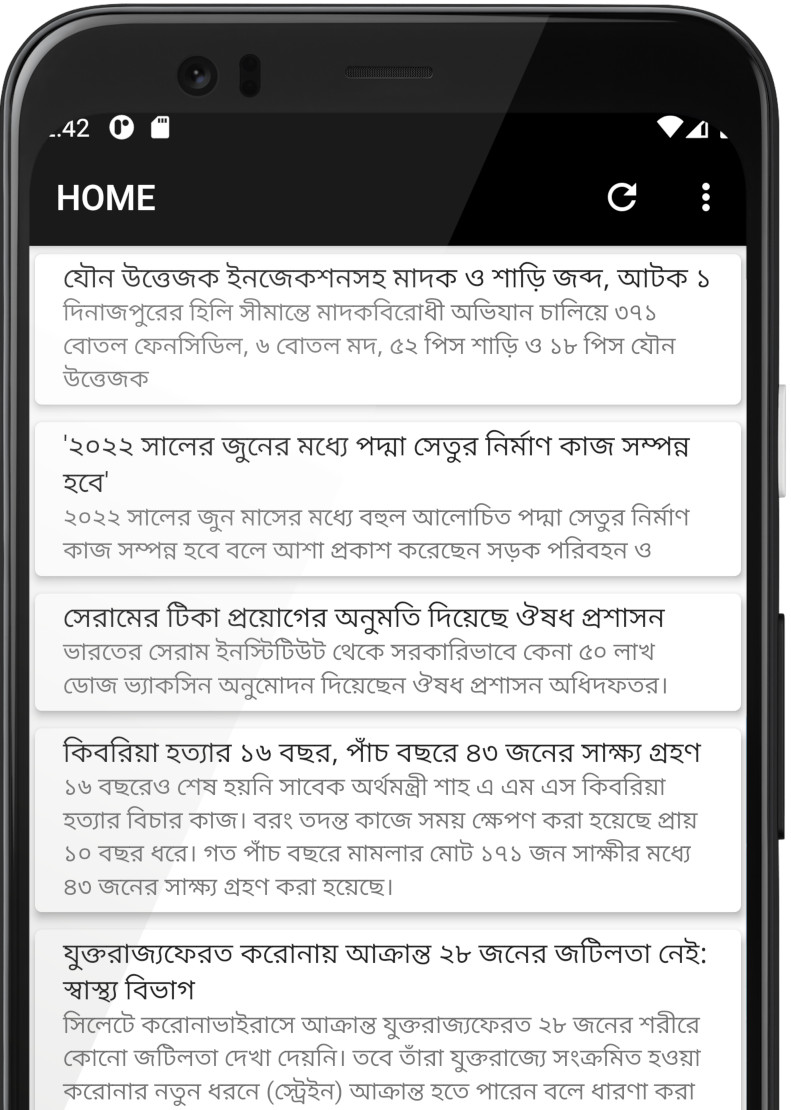 .42
HOME
যৌন উত্তেজক ইনজেকশনসহ মাদক ও শাড়ি জব্দ, আটক ১
দিনাজপুরের হিলি সীমান্তে মাদকবিরোধী অভিযান চালিয়ে ৩৭১
বোতল ফেনসিডিল, ৬ বোতল মদ, ৫২ পিস শাড়ি ও ১৮ পিস যৌন
উত্তেজক
'২০২২ সালের জুনের মধ্যে পদ্মা সেতুর নির্মাণ কাজ সম্পন্ন
হবে'
২০২২ সালের জুন মাসের মধ্যে বহুল আলোচিত পদ্মা সেতুর নির্মাণ
কাজ সম্পন্ন হবে বলে আশা প্রকাশ করেছেন সড়ক পরিবহন ও
সেরামের টিকা প্রয়োগের অনুমতি দিয়েছে ঔষধ প্রশাসন
ভারতের সেরাম ইনস্টিটিউট থেকে সরকারিভাবে কেনা ৫০ লাখ
ডোজ ভ্যাকসিন অনুমোদন দিয়েছেন ঔষধ প্রশাসন অধিদফতর।
কিবরিয়া হত্যার ১৬ বছর, পাঁচ বছরে ৪৩ জনের সাক্ষ্য গ্রহণ
১৬ বছরেও শেষ হয়নি সাবেক অর্থমন্ত্রী শাহ এ এম এস কিবরিয়া
হত্যার বিচার কাজ। বরং তদন্ত কাজে সময় ক্ষেপণ করা হয়েছে প্রায়
১০ বছর ধরে। গত পাঁচ বছরে মামলার মোট ১৭১ জন সাক্ষীর মধ্যে
৪৩ জনের সাক্ষ্য গ্রহণ করা হয়েছে।
যুক্তরাজ্যফেরত করোনায় আক্রান্ত ২৮ জনের জটিলতা নেই:
স্বাস্থ্য বিভাগ
সিলেটে করোনাভাইরাসে আক্রান্ত যুক্তরাজ্যফেরত ২৮ জনের শরীরে
কোনো জটিলতা দেখা দেয়নি। তবে তাঁরা যুক্তরাজ্যে সংক্রমিত হওয়া
করোনার নতুন ধরনে (স্ট্রেইন) আক্রান্ত হতে পারেন বলে ধারণা করা